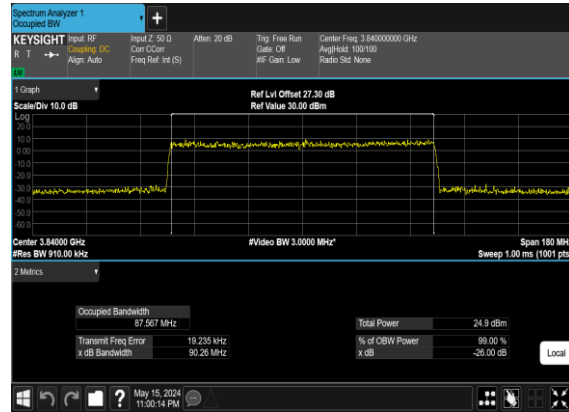 Spectrum Analyzer 1
Occupied BW
+
KEYSIGHT Input: RF Input Z: 50 Ω Atten: 20 dB Trig: Free Run Center Freq: 3.840000000 GHz
R T Coupling: DC Corr CCorr Gate: Off Avg|Hold: 100/100
Align: Auto Freq Ref: Int (S) #IF Gain: Low Radio Std: None
LW
1 Graph Ref Lvl Offset 27.30 dB
Scale/Div 10.0 dB Ref Value 30.00 dBm
Log
20.0
10.0
0.00
-10.0
-20.0
-30.0
-40.0
-50.0
-60.0
Center 3.84000 GHz #Video BW 3.0000 MHz* Span 180 MH
#Res BW 910.00 kHz Sweep 1.00 ms (1001 pts
2 Metrics
Occupied Bandwidth
87.567 MHz Total Power 24.9 dBm
Transmit Freq Error 19.235 kHz % of OBW Power 99.00 %
x dB Bandwidth 90.26 MHz x dB -26.00 dB
Local
? May 15, 2024
11:00:14 PM